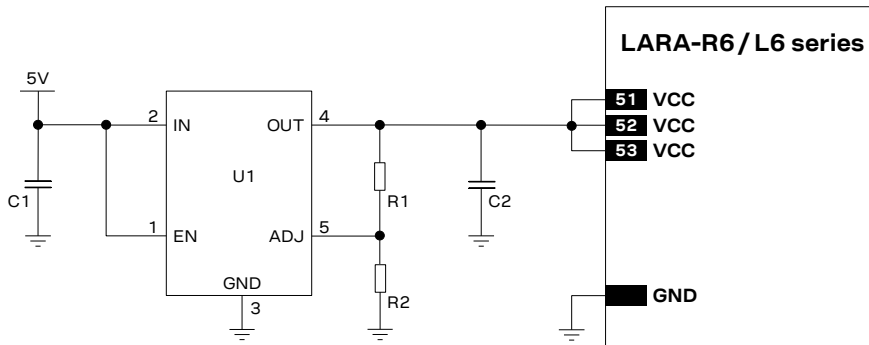 LARA-R6 / L6 series
5V
51 VCC
2 IN OUT 4
52 VCC
53 VCC
U1
C1
R1
C2
1 EN ADJ 5
GND
3
R2
GND